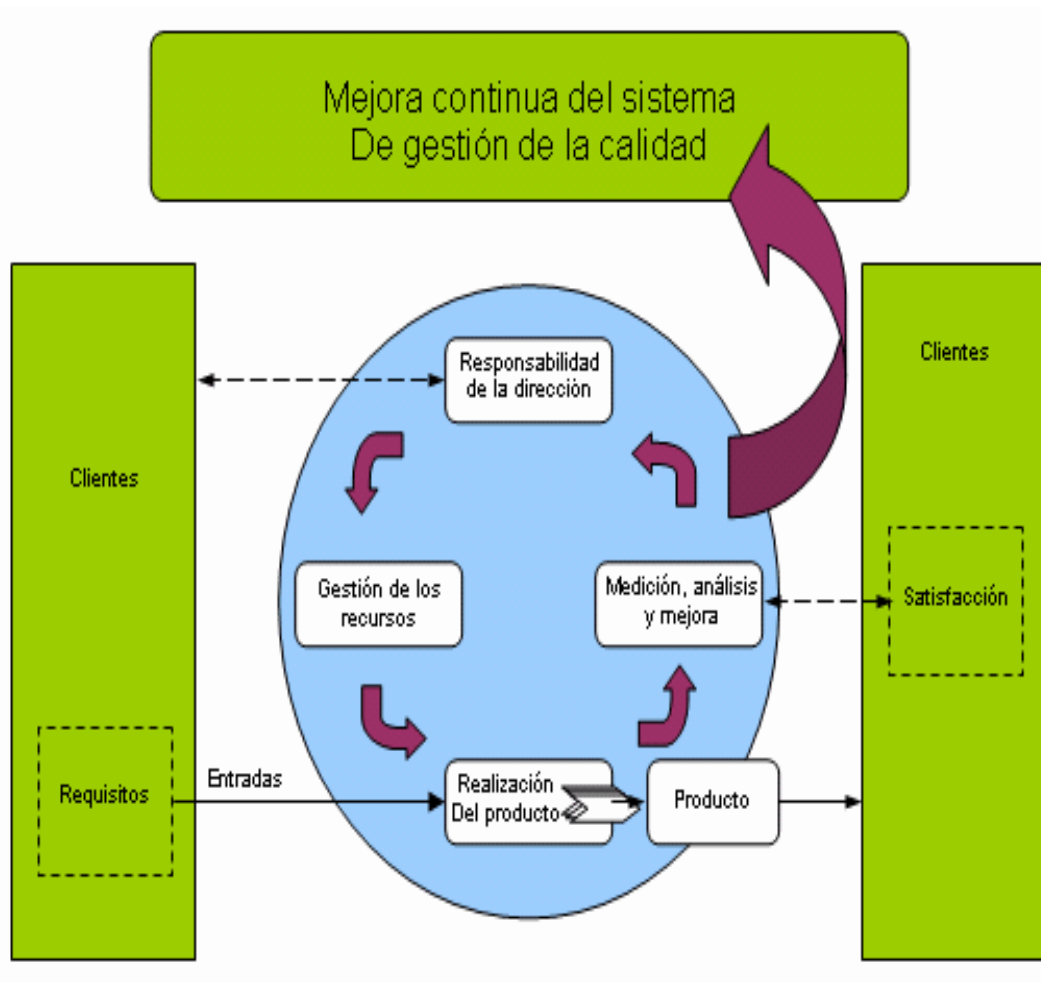 Mejora continua del sistema
De gestión de la calidad
Responsabilidad
de la dirección
Clientes
Clientes
Gestión de los
recursos
Medición, análisis
y mejora
Satisfacción
Requisitos
Entradas
Realización
Del producto
Producto